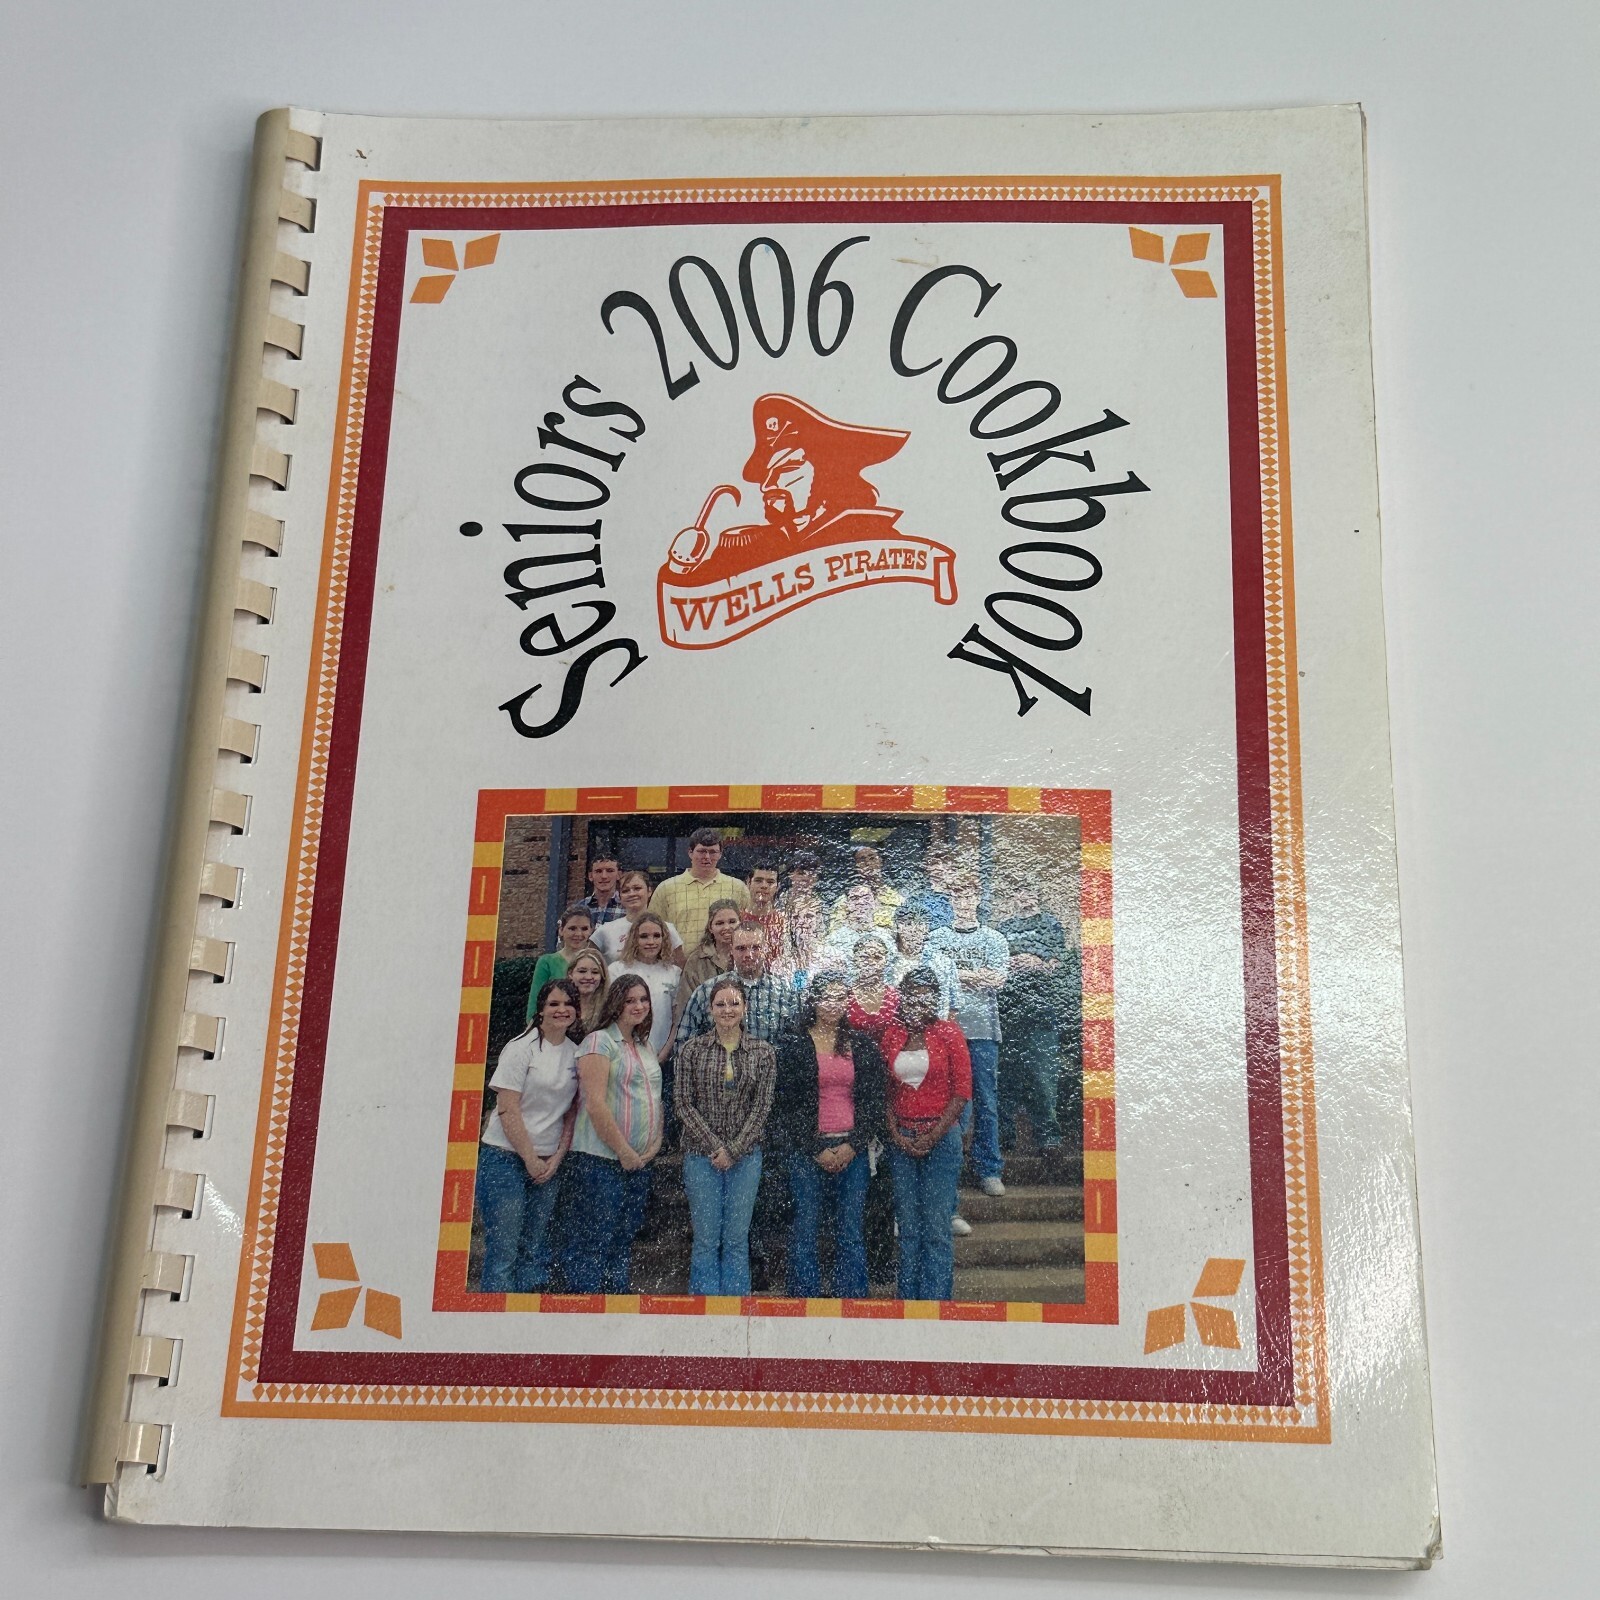 Seniors 2006 Cookbook
WELLS PIRATES